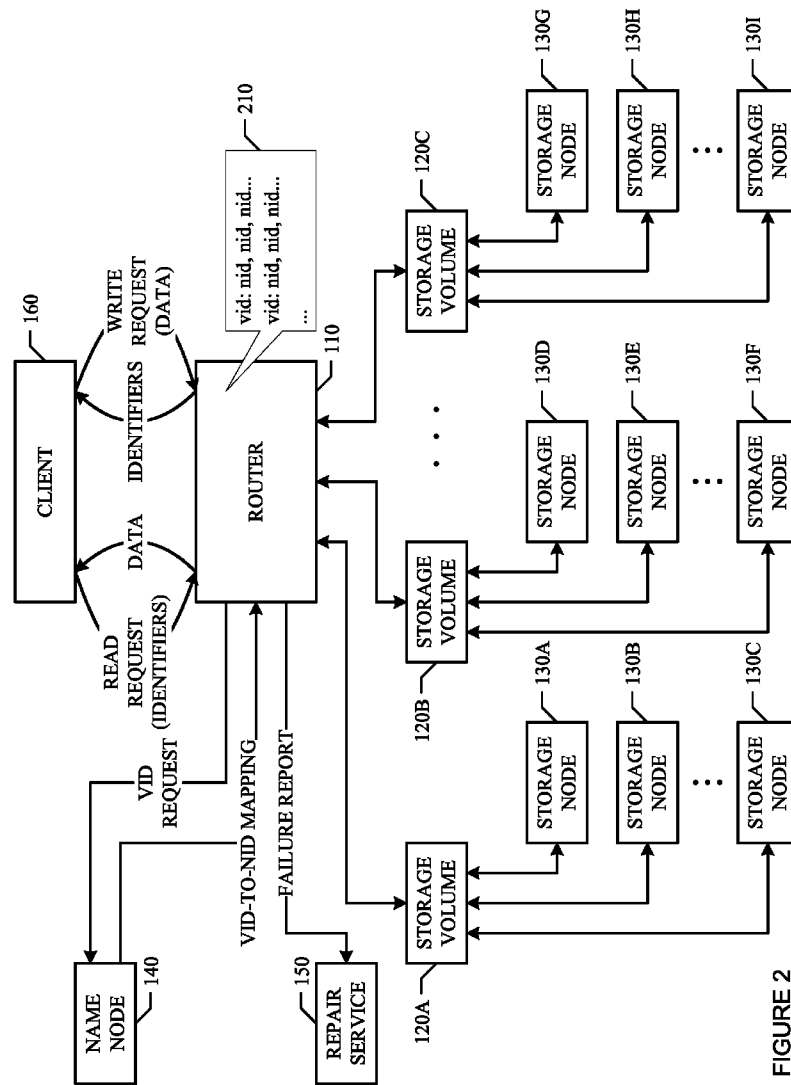 160
CLIENT
READ
REQUEST
(IDENTIFIERS)
DATA
IDENTIFIERS
WRITE
REQUEST
(DATA)
210
vid: nid, nid, nid...
vid: nid, nid, nid...
...
ROUTER
110
NAME
NODE
140
VID
REQUEST
VID-TO-NID MAPPING
FAILURE REPORT
REPAIR
SERVICE
150
120A
STORAGE
VOLUME
120B
STORAGE
VOLUME
...
120C
STORAGE
VOLUME
130A
STORAGE
NODE
130B
STORAGE
NODE
...
130C
STORAGE
NODE
130D
STORAGE
NODE
130E
STORAGE
NODE
...
130F
STORAGE
NODE
130G
STORAGE
NODE
130H
STORAGE
NODE
...
130I
STORAGE
NODE
FIGURE 2